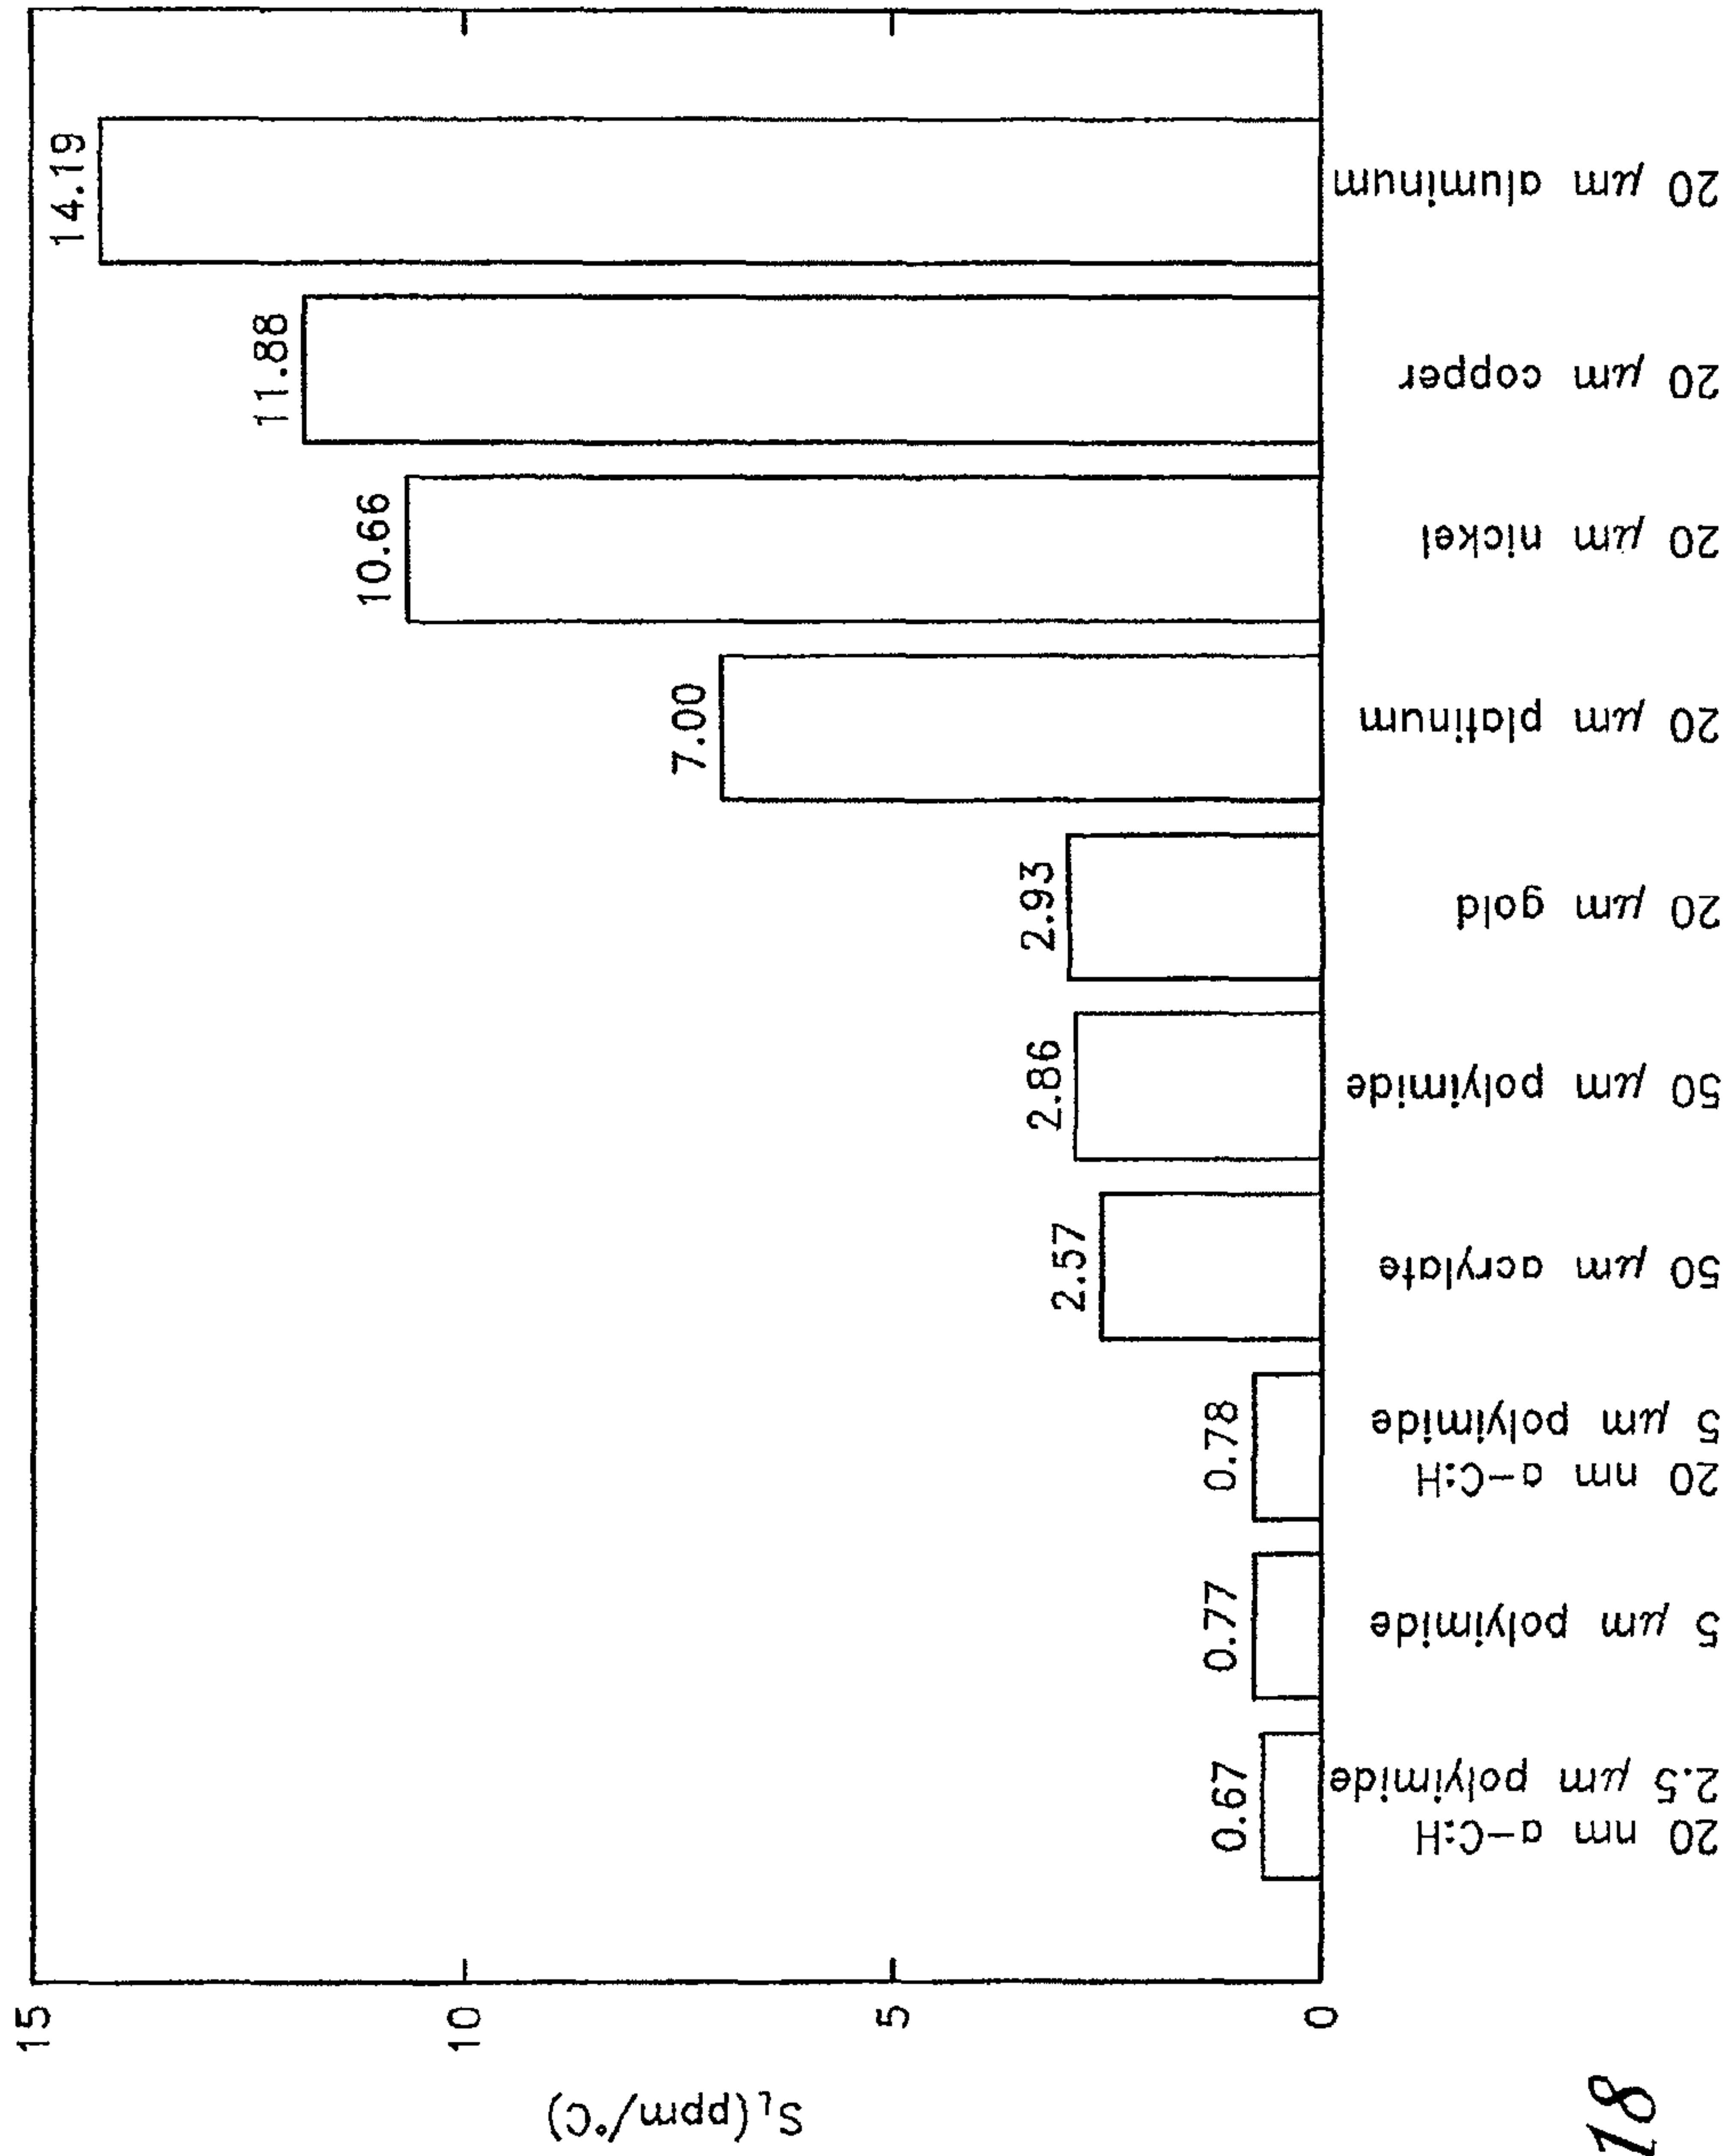 15
10
5
0
S_l(ppm/°C)
14.19
11.88
10.66
7.00
2.93
2.86
2.57
0.78
0.77
0.67
20 μm aluminum
20 μm copper
20 μm nickel
20 μm platinum
20 μm gold
50 μm polyimide
50 μm acrylate
20 nm a-C:H
5 μm polyimide
5 μm polyimide
20 nm a-C:H
2.5 μm polyimide
18